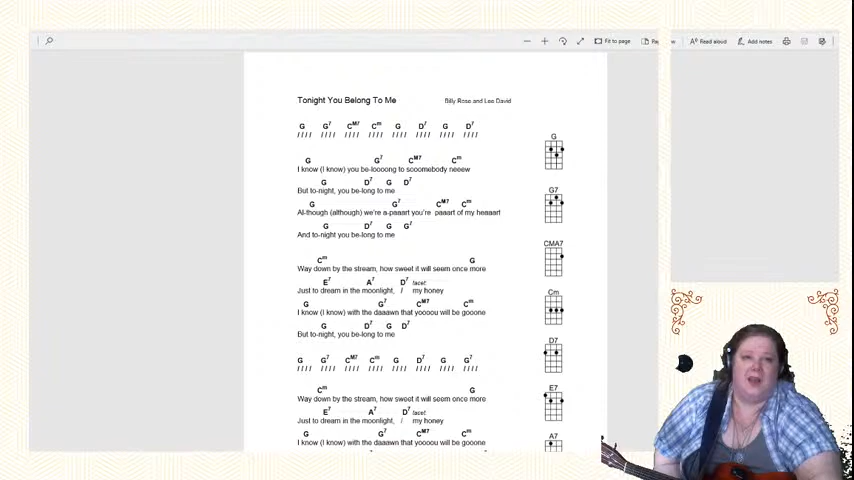 Fit to page
Read aloud
Add notes
Tonight You Belong To Me
Billy Rose and Lee David
G G7 CM7 Cm G D7 G D7
//// //// //// //// //// //// //// ////
G G7 CM7 Cm
I know (I know) you be-loooong to scooomebody neeew
G D7 G D7
But to-night, you be-long to me
G G7 CM7 Cm
Al-though (although) we're a-paaart you're paaart of my heaaart
G D7 G G7
And to-night you be-long to me
Cm G
Way down by the stream, how sweet it will seem once more
E7 A7 D7 tacet
Just to dream in the moonlight, / my honey
G G7 CM7 Cm
I know (I know) with the daaawn that yoooou will be gooone
G D7 G D7
But to-night, you be-long to me
G G7 CM7 Cm G D7 G G7
//// //// //// //// //// //// //// ////
Cm G
Way down by the stream, how sweet it will seem once more
E7 A7 D7 tacet
Just to dream in the moonlight, / my honey
G G7 CM7 Cm
I know (I know) with the daaawn that yoooou will be gooone
G
G7
CMA7
Cm
D7
E7
A7